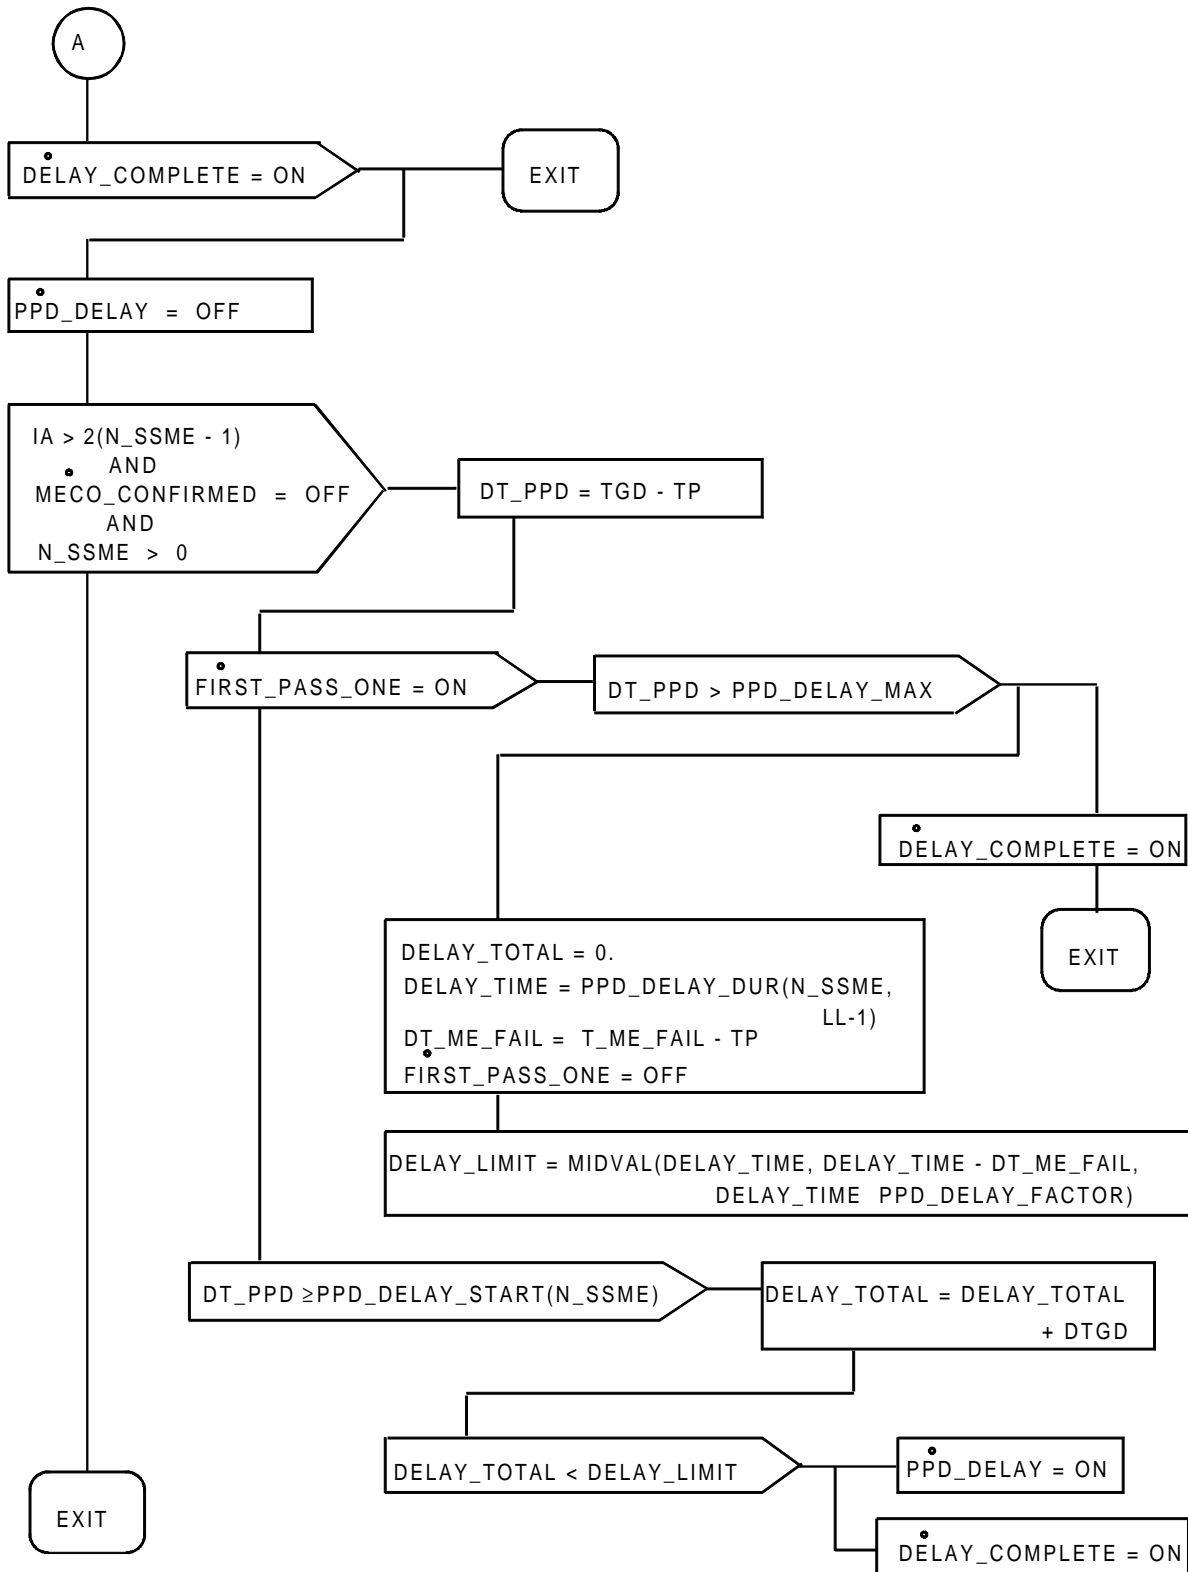 A
DELAY_COMPLETE = ON
EXIT
PPD_DELAY = OFF
IA > 2(N_SSME - 1)
AND
MECO_CONFIRMED = OFF
AND
N_SSME > 0
DT_PPD = TGD - TP
FIRST_PASS_ONE = ON
DT_PPD > PPD_DELAY_MAX
DELAY_COMPLETE = ON
EXIT
DELAY_TOTAL = 0.
DELAY_TIME = PPD_DELAY_DUR(N_SSME,
LL-1)
DT_ME_FAIL = T_ME_FAIL - TP
FIRST_PASS_ONE = OFF
DELAY_LIMIT = MIDVAL(DELAY_TIME, DELAY_TIME - DT_ME_FAIL,
DELAY_TIME PPD_DELAY_FACTOR)
DT_PPD ≥PPD_DELAY_START(N_SSME)
DELAY_TOTAL = DELAY_TOTAL
+ DTGD
DELAY_TOTAL < DELAY_LIMIT
PPD_DELAY = ON
DELAY_COMPLETE = ON
EXIT